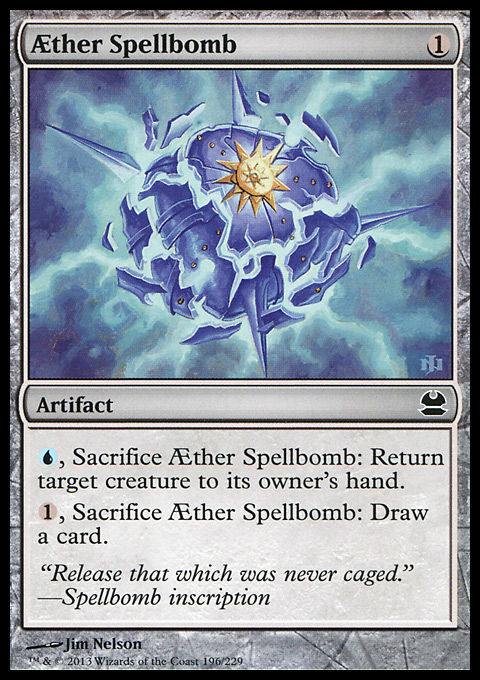 Æther Spellbomb 1
Artifact
, Sacrifice Æther Spellbomb: Return
target creature to its owner's hand.
1, Sacrifice Æther Spellbomb: Draw
a card.
“Release that which was never caged.”
—Spellbomb inscription
Jim Nelson
™ & © 2013 Wizards of the Coast 196/229